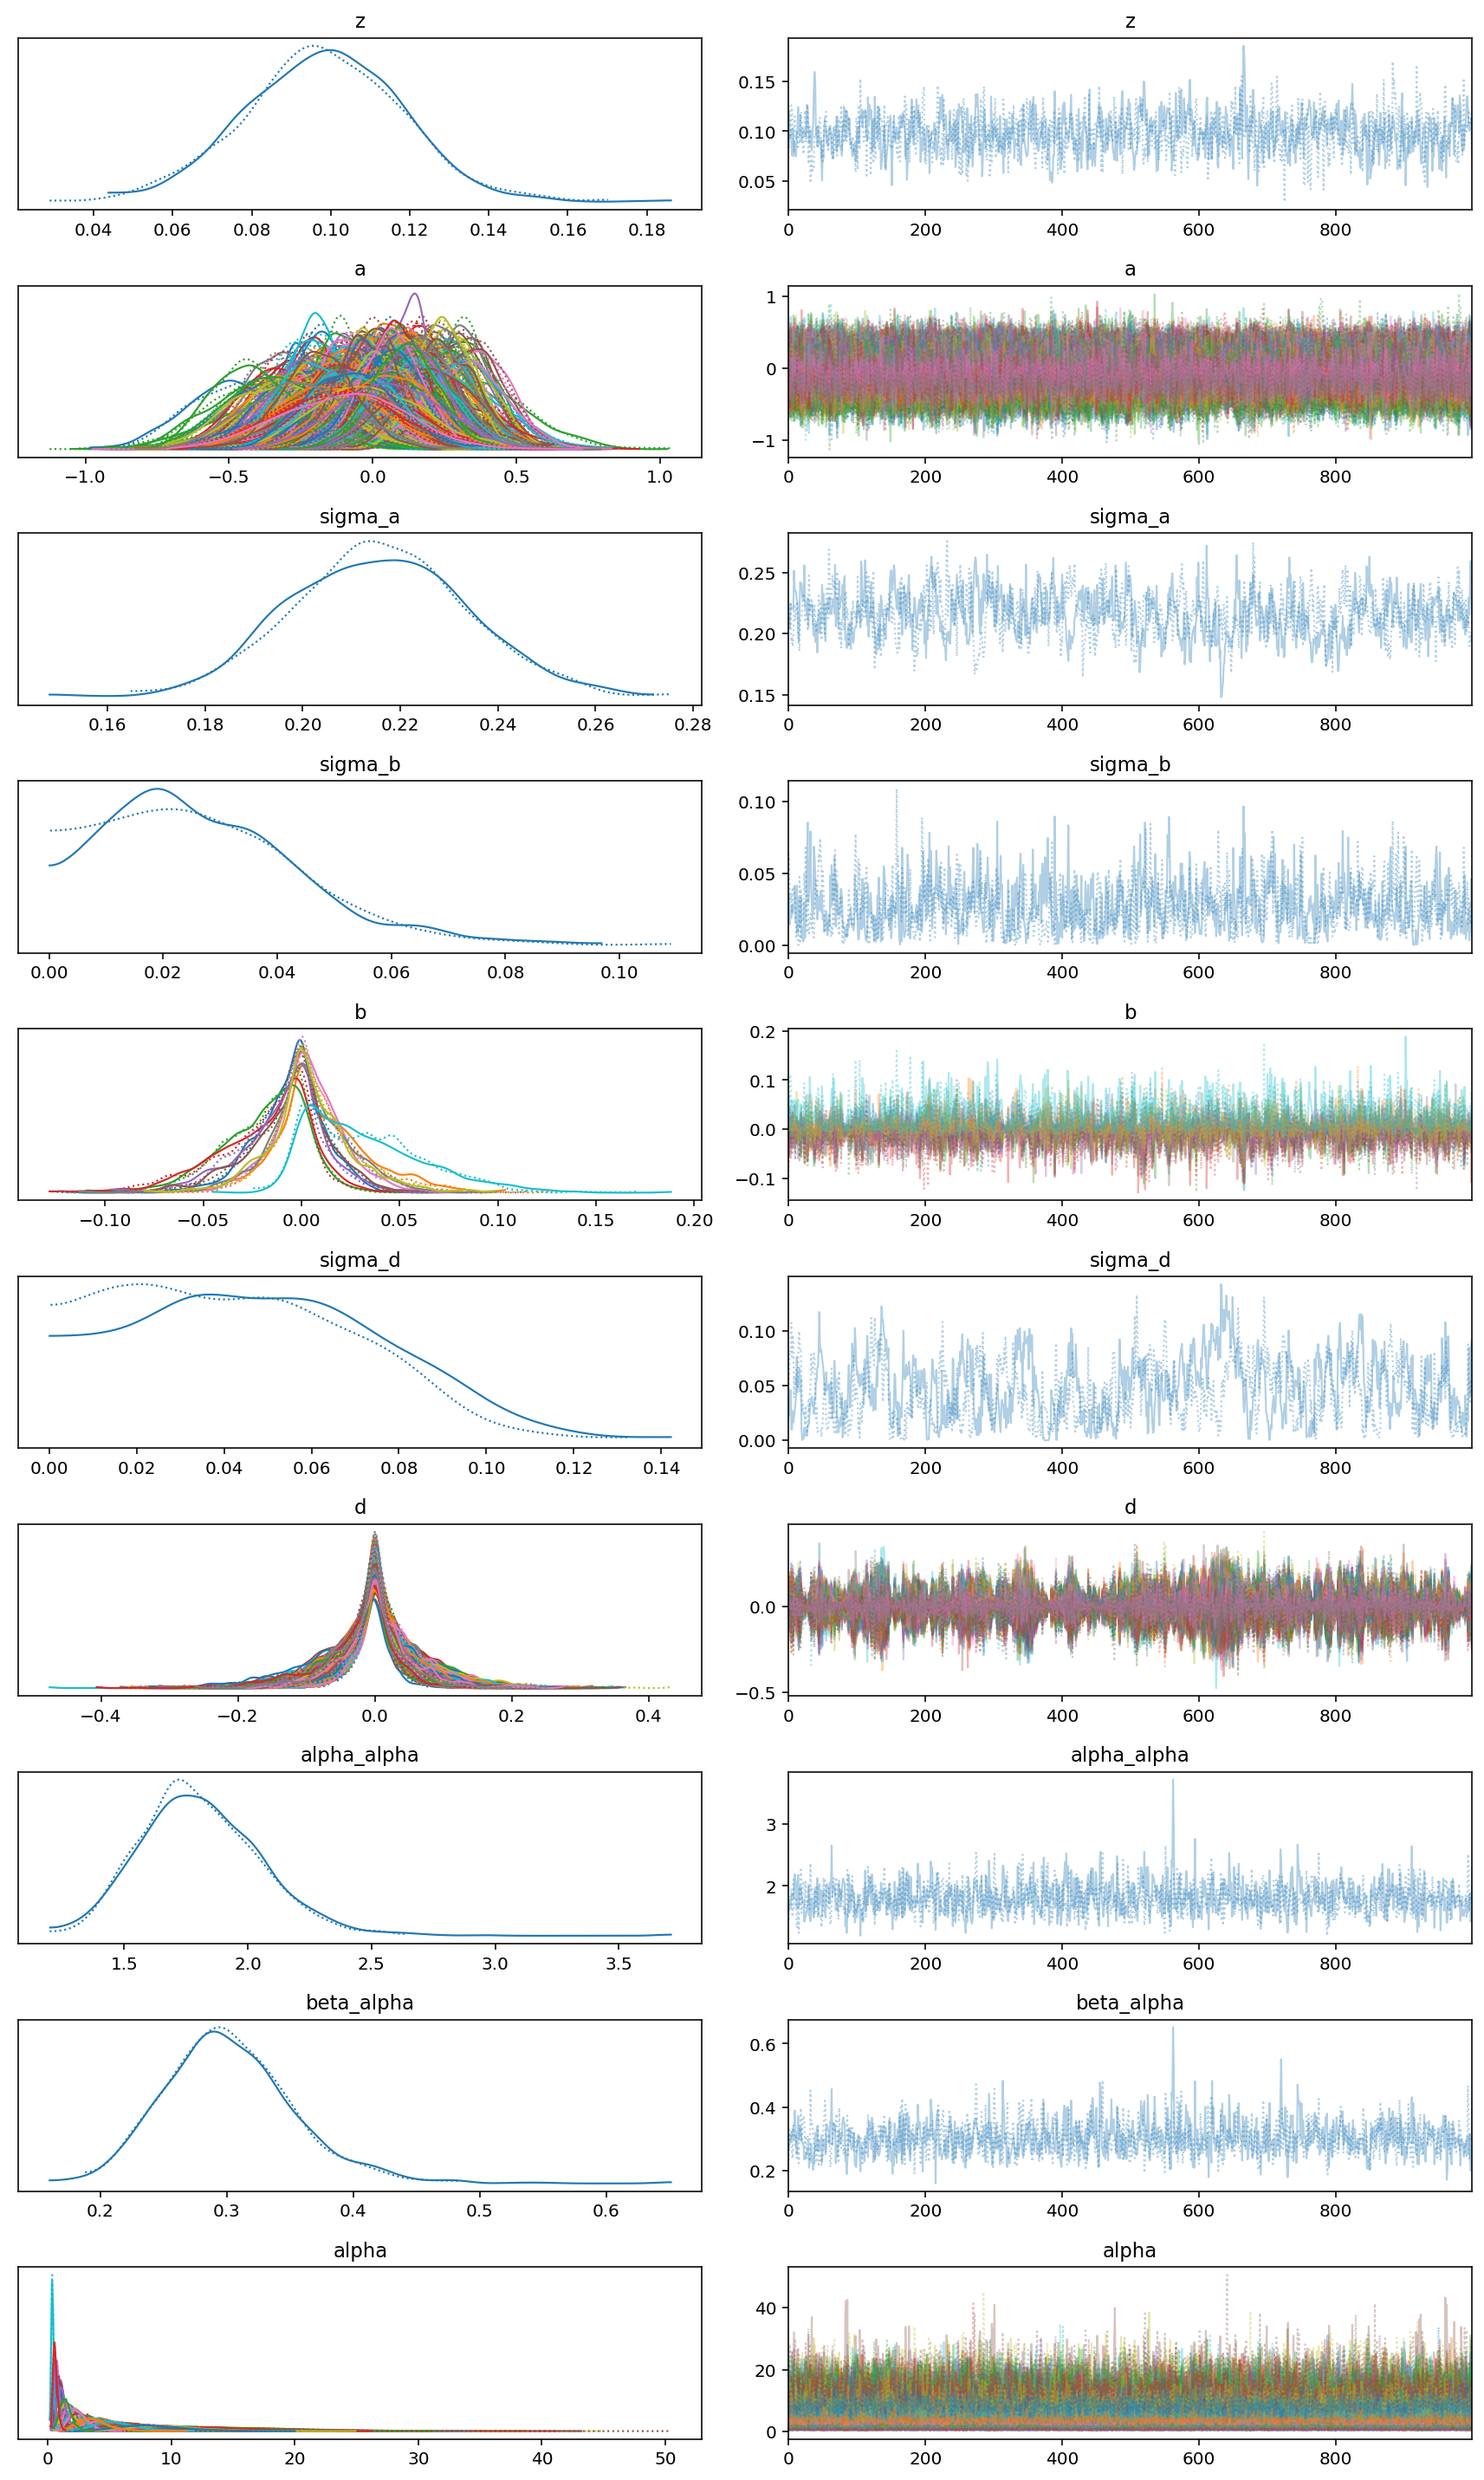 z z
0.15
0.10
0.05
0.04 0.06 0.08 0.10 0.12 0.14 0.16 0.18 0 200 400 600 800
a a
1
0
−1
−1.0 −0.5 0.0 0.5 1.0 0 200 400 600 800
sigma_a sigma_a
0.25
0.20
0.15
0.16 0.18 0.20 0.22 0.24 0.26 0.28 0 200 400 600 800
sigma_b sigma_b
0.10
0.05
0.00
0.00 0.02 0.04 0.06 0.08 0.10 0 200 400 600 800
b b
0.2
0.1
0.0
−0.1
−0.10 −0.05 0.00 0.05 0.10 0.15 0.20 0 200 400 600 800
sigma_d sigma_d
0.10
0.05
0.00
0.00 0.02 0.04 0.06 0.08 0.10 0.12 0.14 0 200 400 600 800
d d
0.0
−0.5
−0.4 −0.2 0.0 0.2 0.4 0 200 400 600 800
alpha_alpha alpha_alpha
3
2
1.5 2.0 2.5 3.0 3.5 0 200 400 600 800
beta_alpha beta_alpha
0.6
0.4
0.2
0.2 0.3 0.4 0.5 0.6 0 200 400 600 800
alpha alpha
40
20
0
0 10 20 30 40 50 0 200 400 600 800